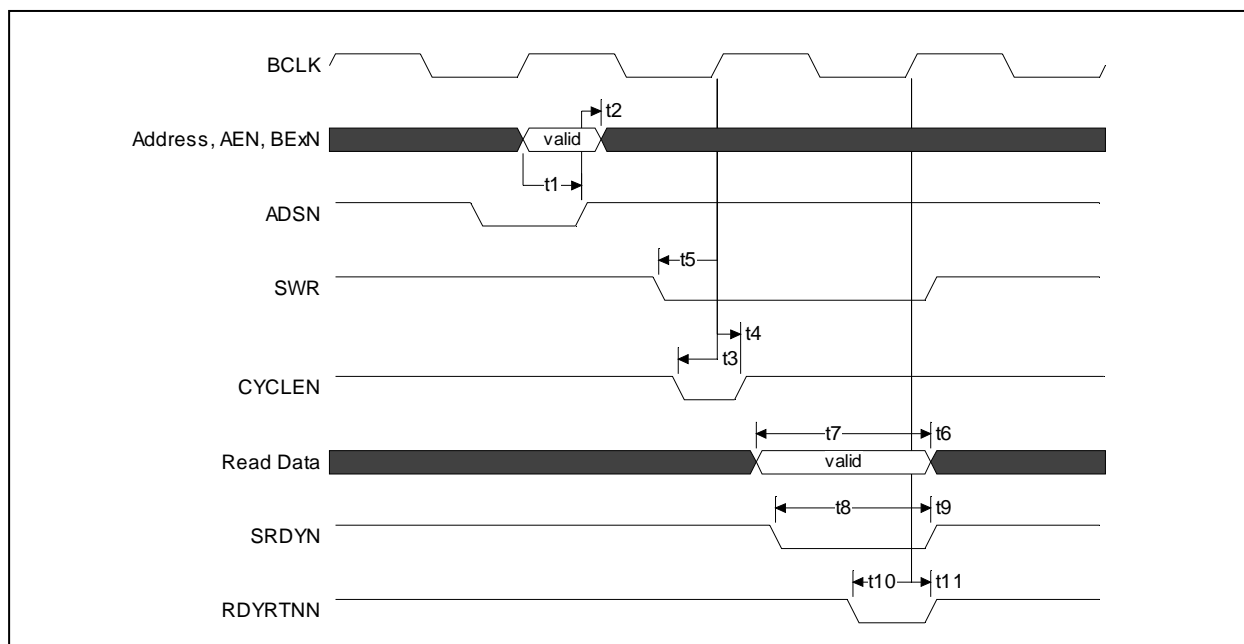 BCLK
t2
Address, AEN, BExN
valid
t1
ADSN
t5
SWR
t4
t3
CYCLEN
t7
t6
Read Data
valid
t8
t9
SRDYN
t10
t11
RDYRTNN